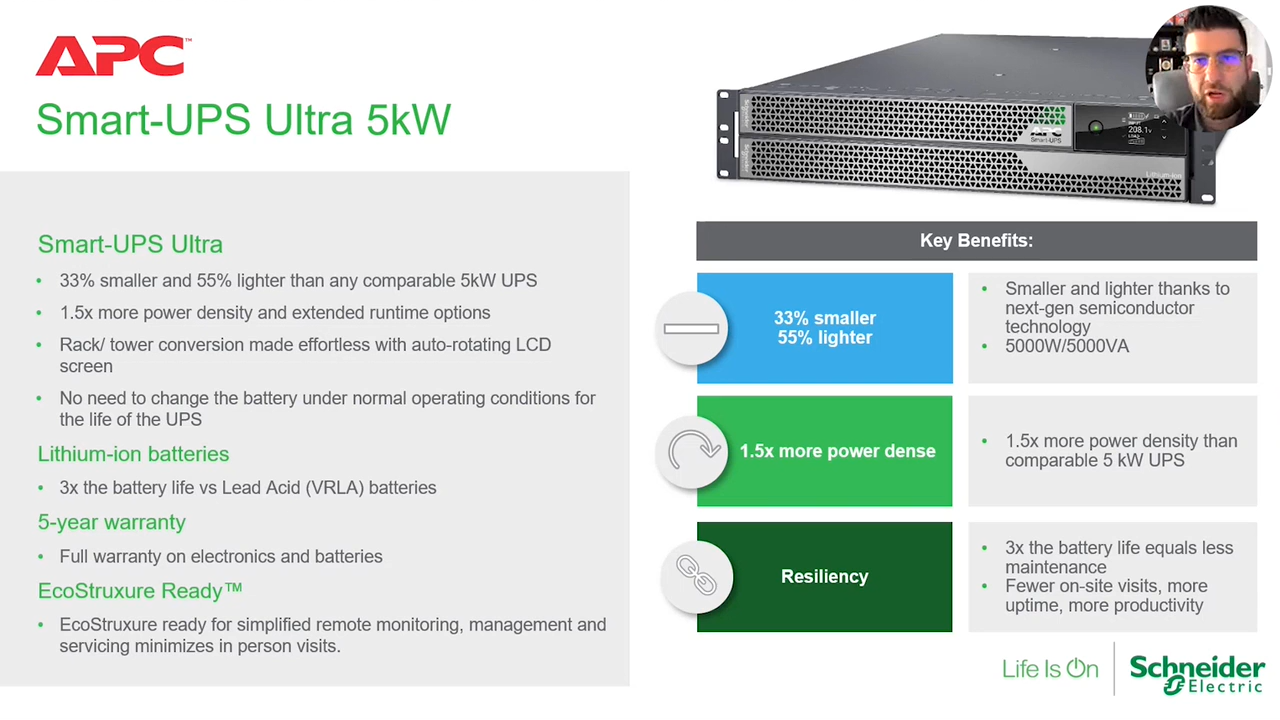 APC™
Smart-UPS Ultra 5kW
Smart-UPS Ultra
• 33% smaller and 55% lighter than any comparable 5kW UPS
• 1.5x more power density and extended runtime options
• Rack/ tower conversion made effortless with auto-rotating LCD
screen
• No need to change the battery under normal operating conditions for
the life of the UPS
Lithium-ion batteries
• 3x the battery life vs Lead Acid (VRLA) batteries
5-year warranty
• Full warranty on electronics and batteries
EcoStruxure Ready™
• EcoStruxure ready for simplified remote monitoring, management and
servicing minimizes in person visits.
APC
Smart-UPS
208.1v
Lithium-ion
Key Benefits:
33% smaller
55% lighter
• Smaller and lighter thanks to
next-gen semiconductor
technology
• 5000W/5000VA
1.5x more power dense
• 1.5x more power density than
comparable 5 kW UPS
Resiliency
• 3x the battery life equals less
maintenance
• Fewer on-site visits, more
uptime, more productivity
Life Is On
Schneider
Electric